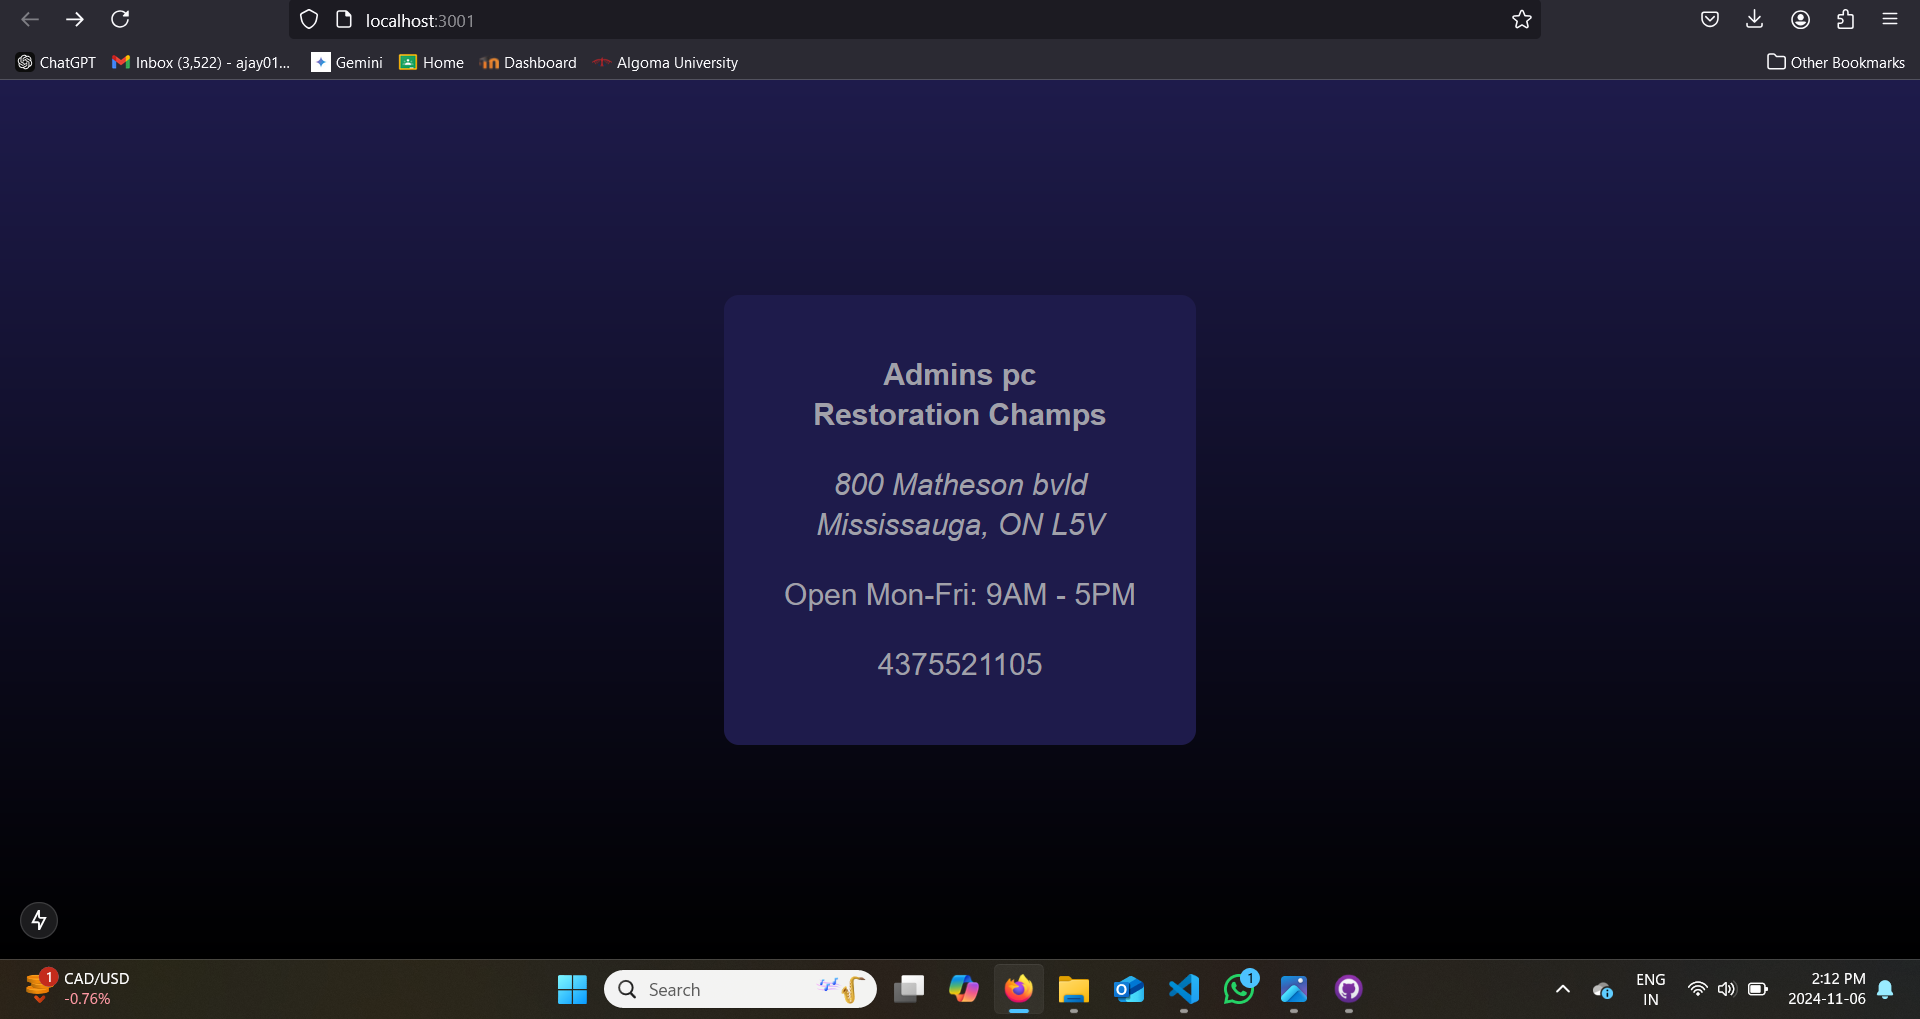 localhost:3001
ChatGPT
Inbox (3,522) - ajay01...
Gemini
Home
Dashboard
Algoma University
Other Bookmarks
Admins pc
Restoration Champs
800 Matheson bvld
Mississauga, ON L5V
Open Mon-Fri: 9AM - 5PM
4375521105
1
CAD/USD
-0.76%
Search
1
ENG
IN
2:12 PM
2024-11-06